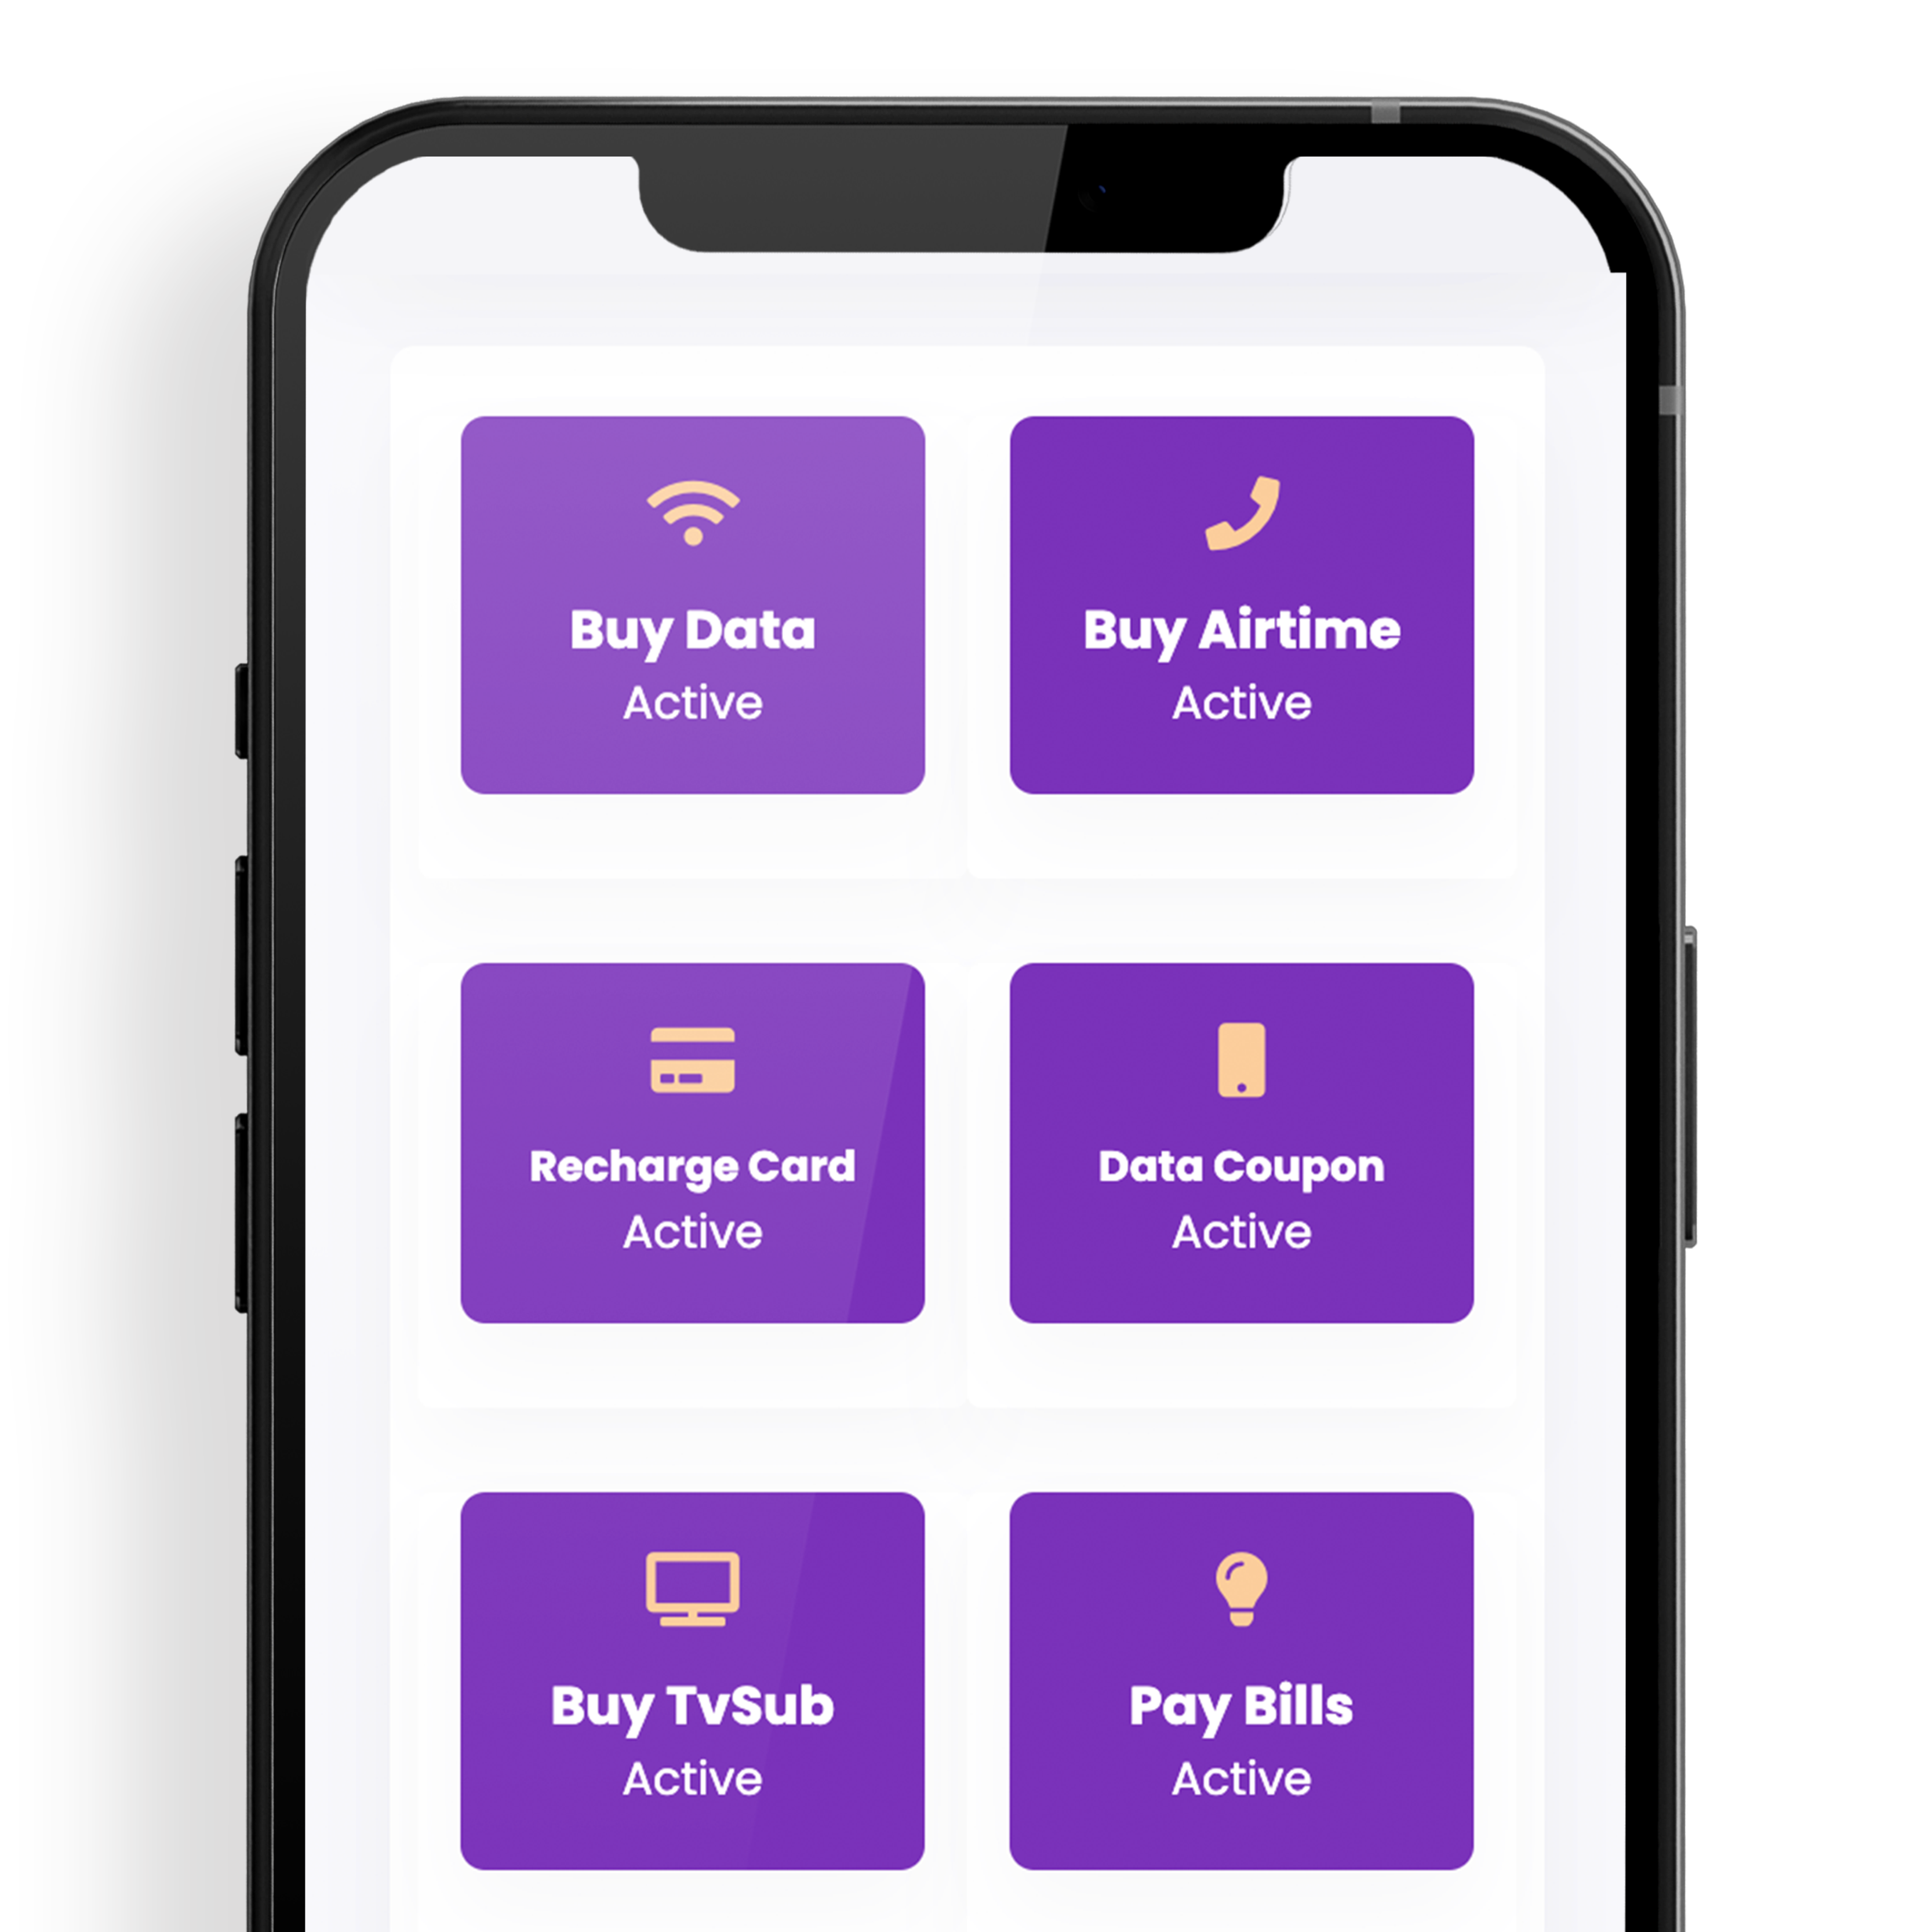 Buy Data
Active
Buy Airtime
Active
Recharge Card
Active
Data Coupon
Active
Buy TvSub
Active
Pay Bills
Active